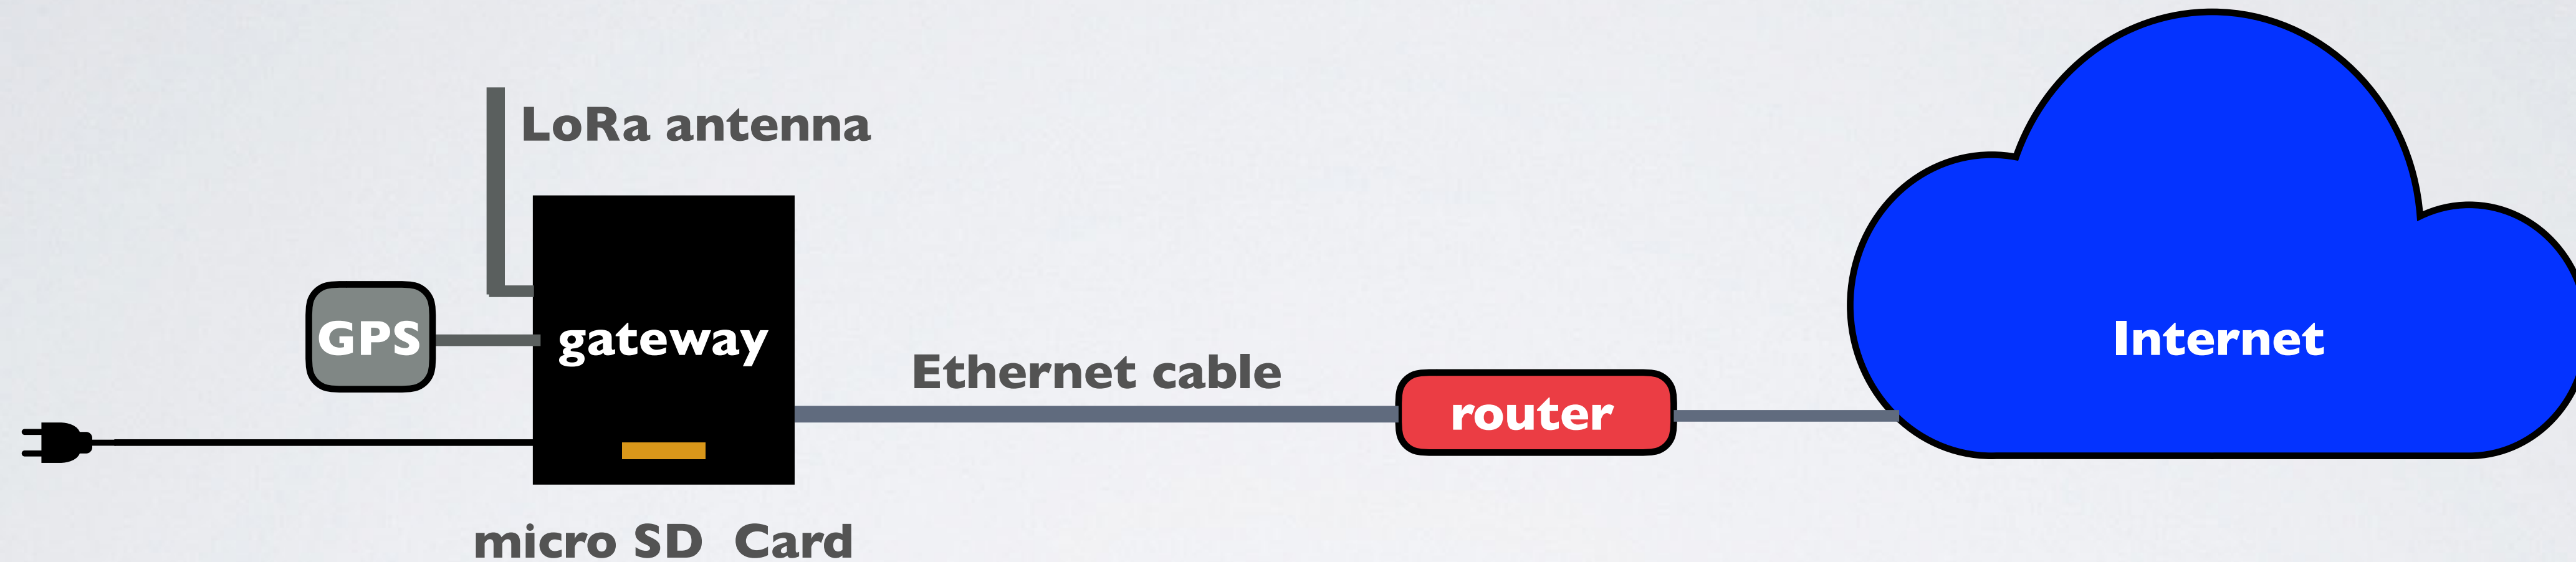 LoRa antenna
GPS
gateway
Ethernet cable
router
Internet
micro SD  Card